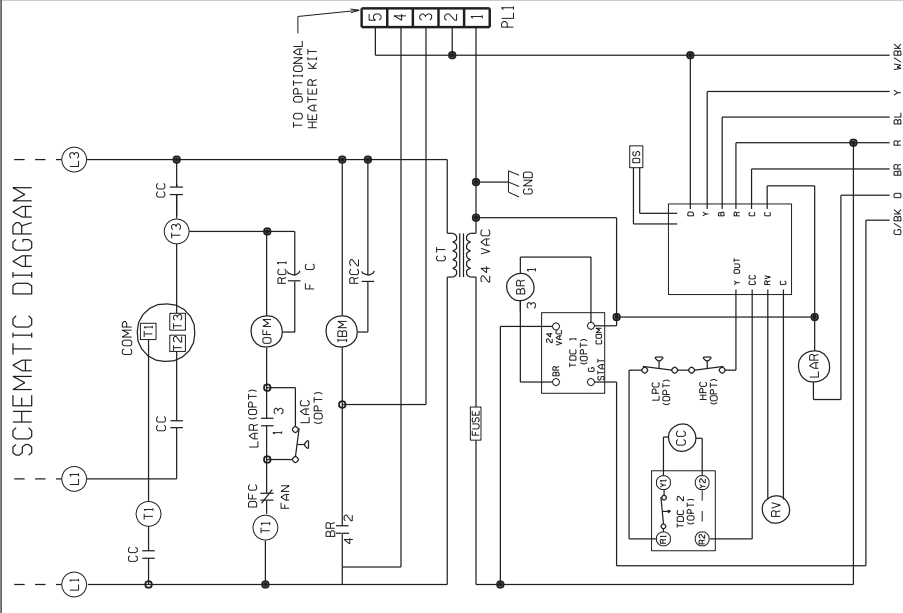 SCHEMATIC DIAGRAM
TO OPTIONAL
HEATER KIT
5 4 3 2 1
PL1
L3
CC
T3
COMP
T1
T3
T2
CC
L1
T1
CC
L1
OFM
RC1
F C
LAR(OPT)
1 3
LAC
(OPT)
DFC
FAN
T1
IBM
RC2
BR
4 2
CT
24 VAC
GND
FUSE
BR
1
3
24
VAC
BR
TDC 1
(OPT)
COM
G
STAT
DS
D
Y
B
R
C
C
Y OUT
CC
RV
C
LPC
(OPT)
HPC
(OPT)
LAR
CC
Y1
Y2
TDC 2
(OPT)
R1
R2
RV
W/BK
Y
BL
R
BR
O
G/BK